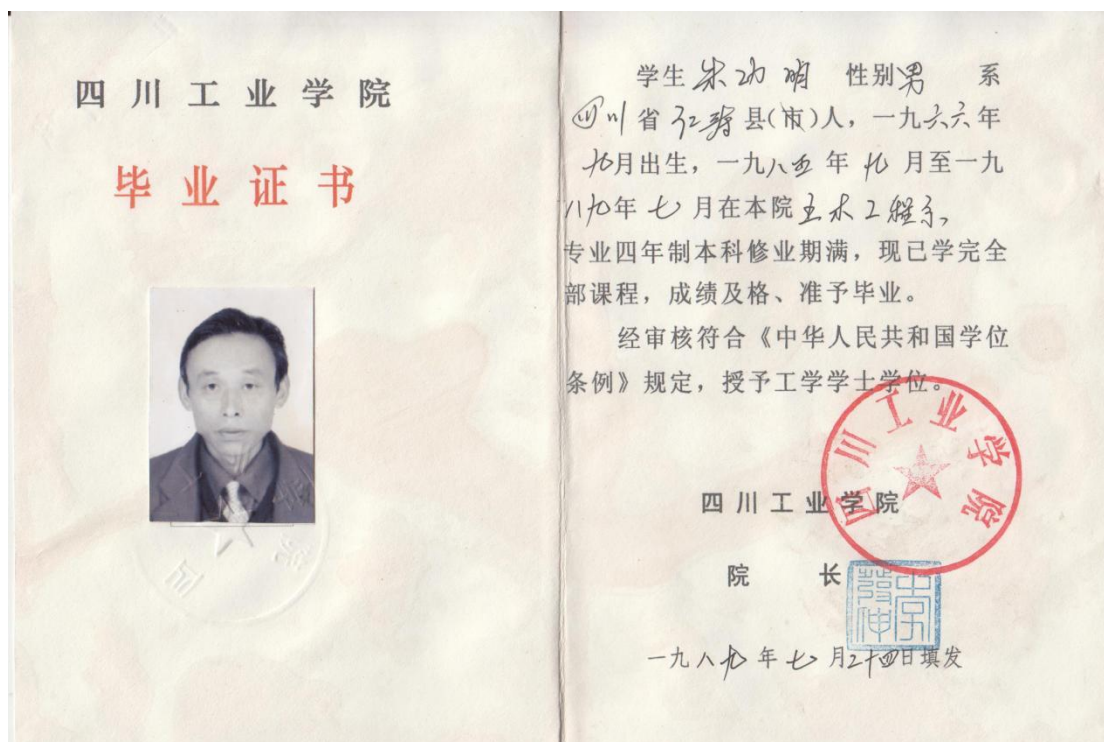 四川工业学院
毕业证书
学生 朱功明 性别男 系
四川省仁寿县(市)人，一九六六年
九月出生，一九八五年九月至一九
八九年七月在本院土木工程系
专业四年制本科修业期满，现已学完全
部课程，成绩及格、准予毕业。
经审核符合《中华人民共和国学位
条例》规定，授予工学学士学位。
四川工业学院
四川工业学院
院 长
一九八九年七月二十四日填发